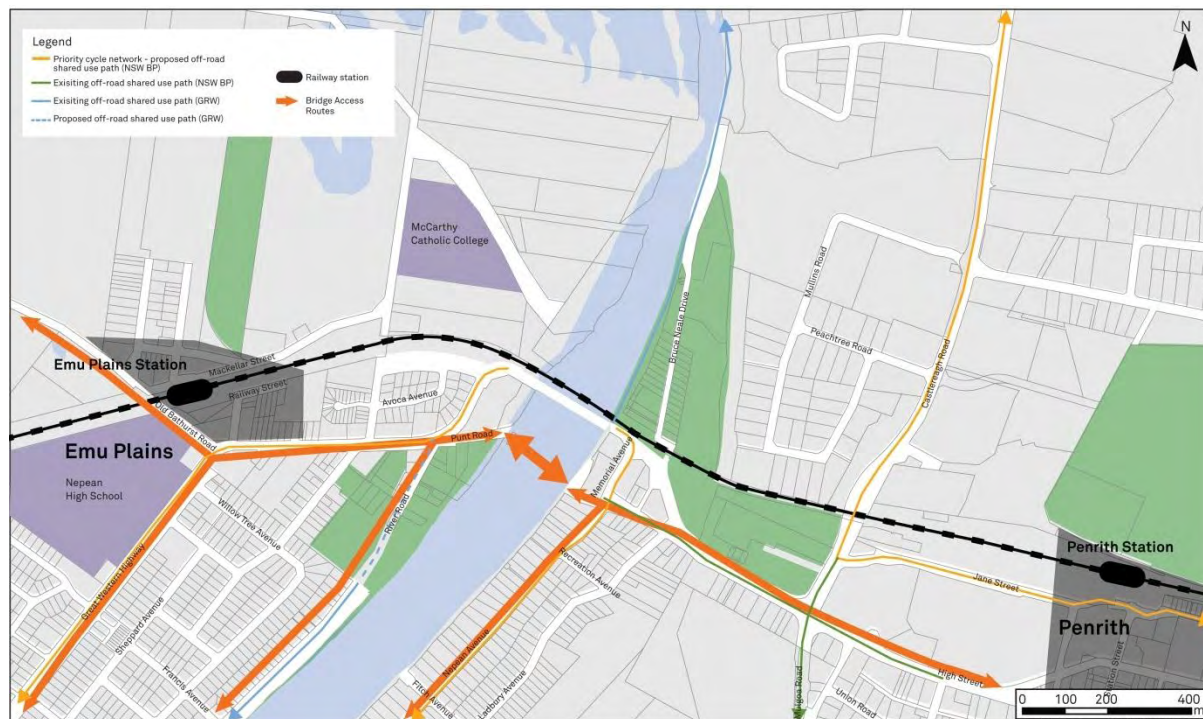 Legend
Priority cycle network - proposed off-road
shared use path (NSW BP)
Exisiting off-road shared use path (NSW BP)
Exisiting off-road shared use path (GRW)
Proposed off-road shared use path (GRW)
Railway station
Bridge Access
Routes
N
McCarthy
Catholic College
Mullins Road
Bruce Neale Drive
Peachtree Road
Castlereagh Road
Emu Plains Station
Mackellar Street
Railway Street
Avoca Avenue
Old Bathurst Road
Punt Road
Emu Plains
Nepean
High School
Memorial Avenue
River Road
Willow Tree Avenue
Penrith Station
Recreation Avenue
Jane Street
Great Western Highway
Penrith
Sheppard Avenue
Nepean Avenue
High Street
Francis Avenue
Fitch Avenue
Ladbury Avenue
Union Road
0 100 200 400
m